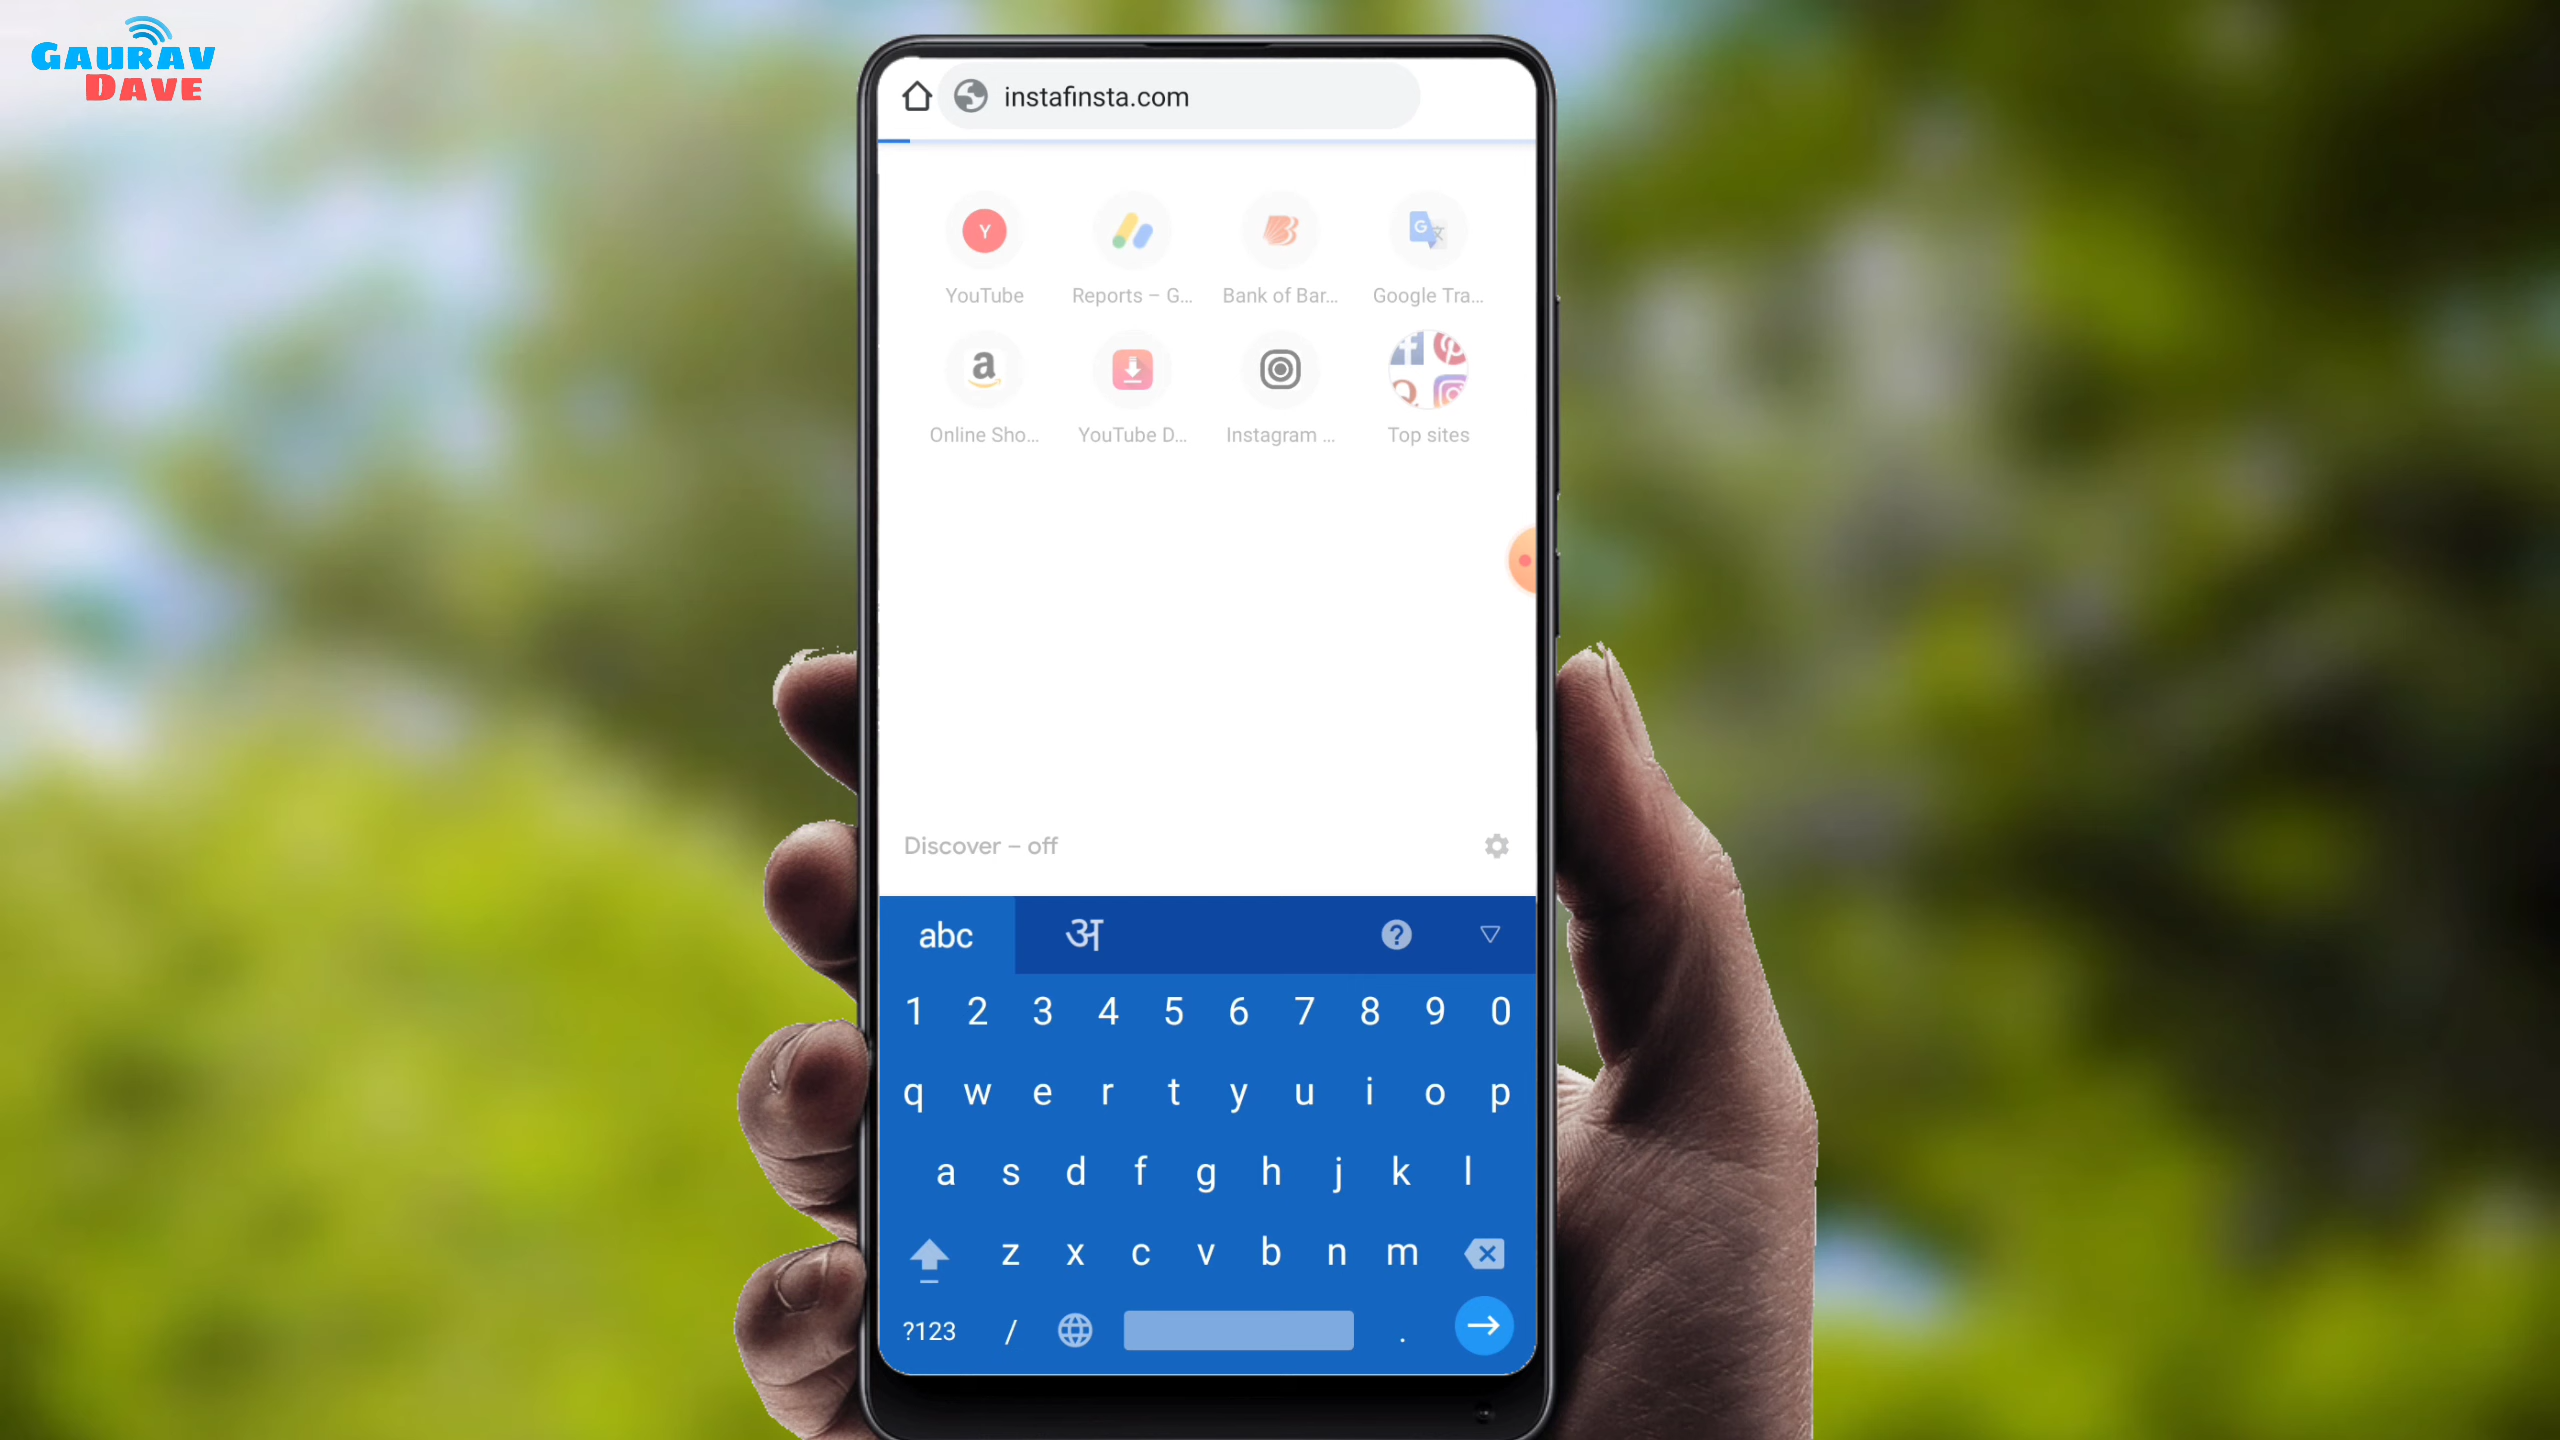 GAURAV
DAVE
instafinsta.com
Y
YouTube
Reports – G...
Bank of Bar...
Google Tra...
Online Sho...
YouTube D...
Instagram ...
Top sites
Discover – off
abc
अ
?
1 2 3 4 5 6 7 8 9 0
q w e r t y u i o p
a s d f g h j k l
z x c v b n m
?123 / .